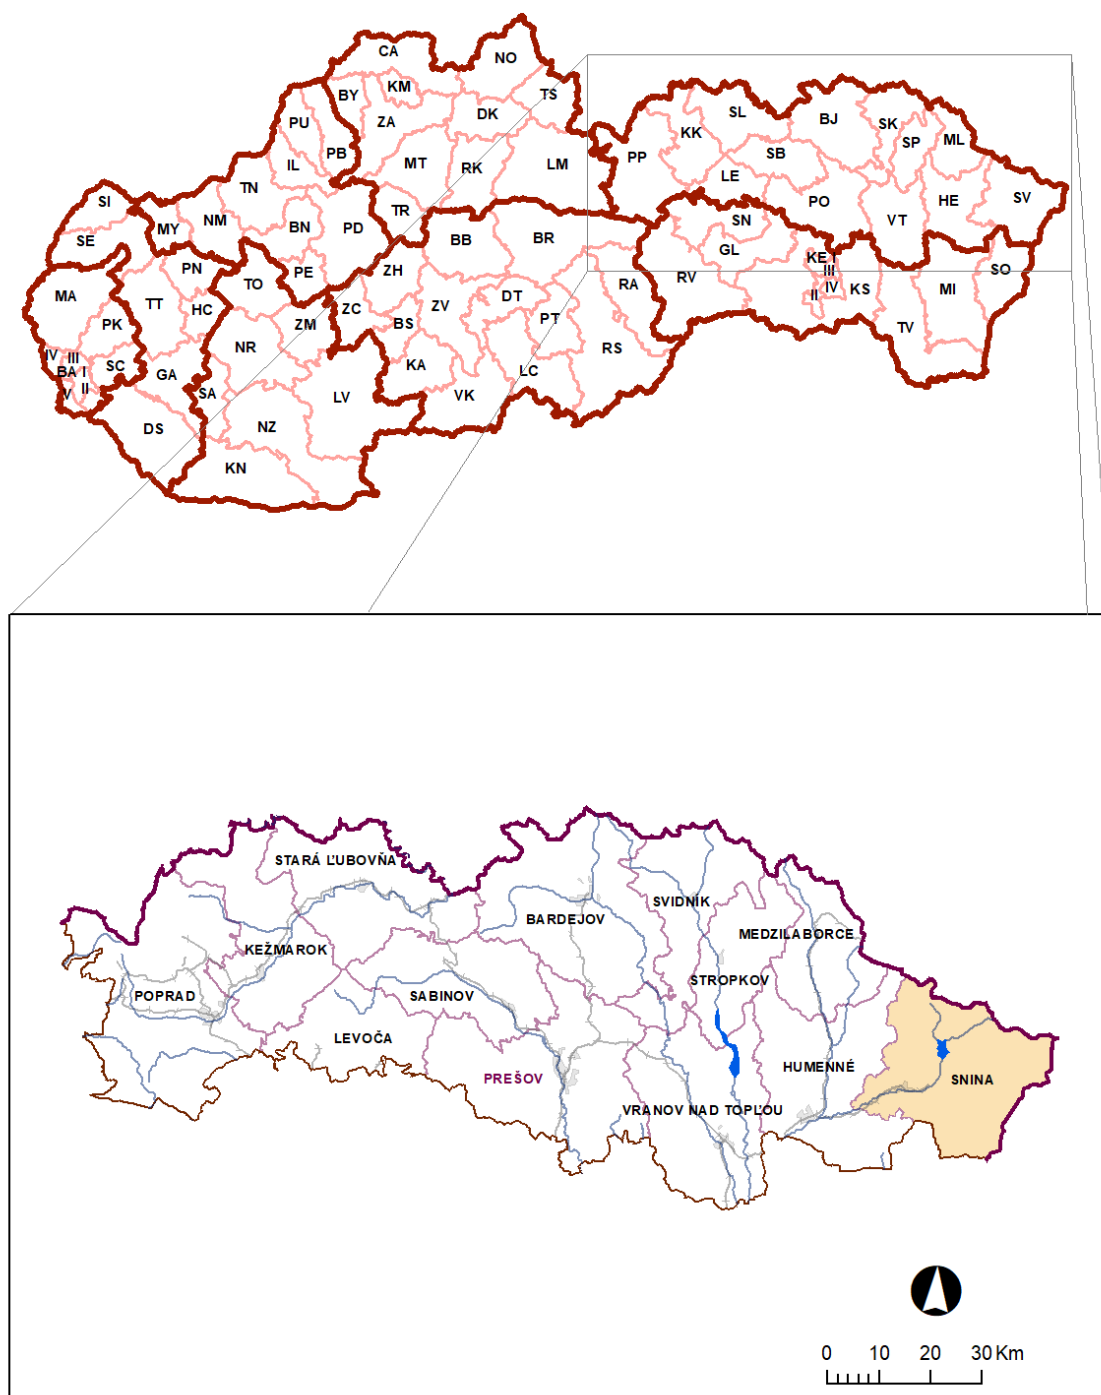 CA
NO
BY
KM
TS
PU
ZA
DK
PB
IL
MT
RK
LM
TN
TR
SI
MY
NM
BN
PD
SE
BB
BR
PN
PE
ZH
TO
MA
TT
HC
ZC
ZV
DT
RA
PK
ZM
BS
PT
NR
RS
IV
III
BA
I
II
V
SC
GA
SA
KA
LC
LV
VK
DS
NZ
KN
PP
KK
SL
BJ
SK
SP
ML
SB
LE
PO
VT
HE
SV
SN
GL
RV
KE
I
III
IV
II
KS
MI
SO
TV
STARÁ ĽUBOVŇA
SVIDNÍK
BARDEJOV
MEDZILABORCE
KEŽMAROK
STROPKOV
POPRAD
SABINOV
LEVOČA
PREŠOV
HUMENNÉ
SNINA
VRANOV NAD TOPĽOU
0 10 20 30 Km